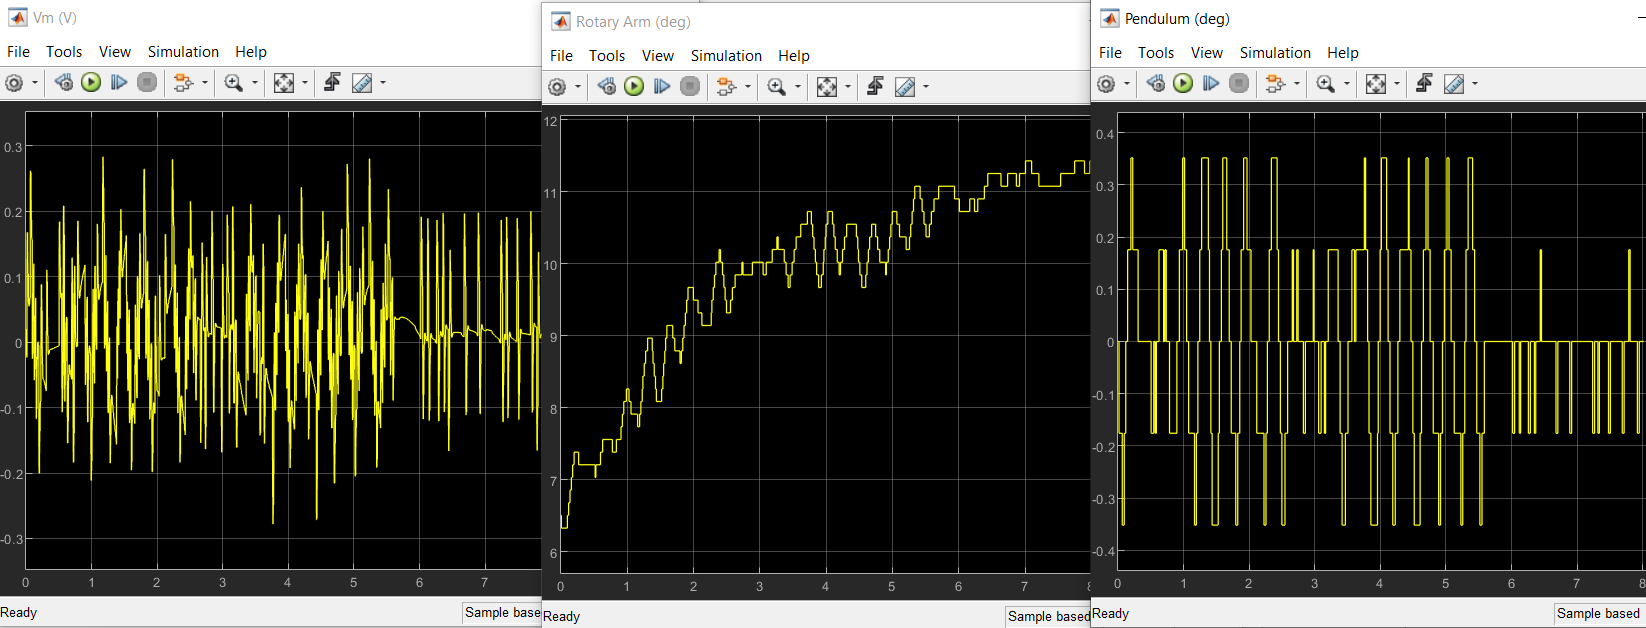 Vm (V)
File Tools View Simulation Help
0.3
0.2
0.1
0
-0.1
-0.2
-0.3
0 1 2 3 4 5 6 7
Ready
Sample base
Rotary Arm (deg)
File Tools View Simulation Help
12
11
10
9
8
7
6
0 1 2 3 4 5 6 7
Ready
Sample based
Pendulum (deg)
File Tools View Simulation Help
0.4
0.3
0.2
0.1
0
-0.1
-0.2
-0.3
-0.4
0 1 2 3 4 5 6 7 8
Ready
Sample based